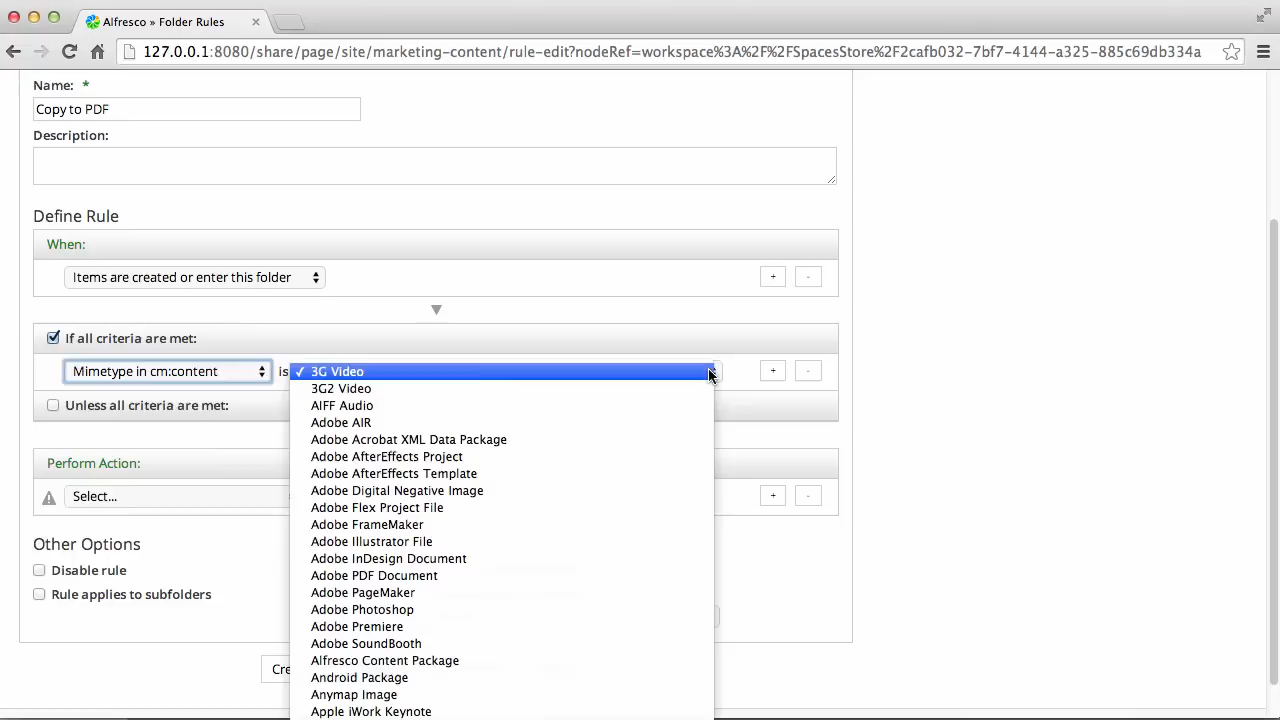 Alfresco » Folder Rules
127.0.0.1:8080/share/page/site/marketing-content/rule-edit?nodeRef=workspace%3A%2F%2FSpacesStore%2F2cafb032-7bf7-4144-a325-885c69db334a
Name: *
Copy to PDF
Description:
Define Rule
When:
Items are created or enter this folder
+ -
If all criteria are met:
Mimetype in cm:content is ✓ 3G Video + -
3G2 Video
AIFF Audio
Unless all criteria are met:
Adobe AIR
Adobe Acrobat XML Data Package
Adobe AfterEffects Project
Perform Action:
Adobe AfterEffects Template
Adobe Digital Negative Image
Select... + -
Adobe Flex Project File
Adobe FrameMaker
Adobe Illustrator File
Other Options
Adobe InDesign Document
Disable rule
Adobe PDF Document
Rule applies to subfolders
Adobe PageMaker
Adobe Photoshop
Adobe Premiere
Adobe SoundBooth
Alfresco Content Package
Cre
Android Package
Anymap Image
Apple iWork Keynote